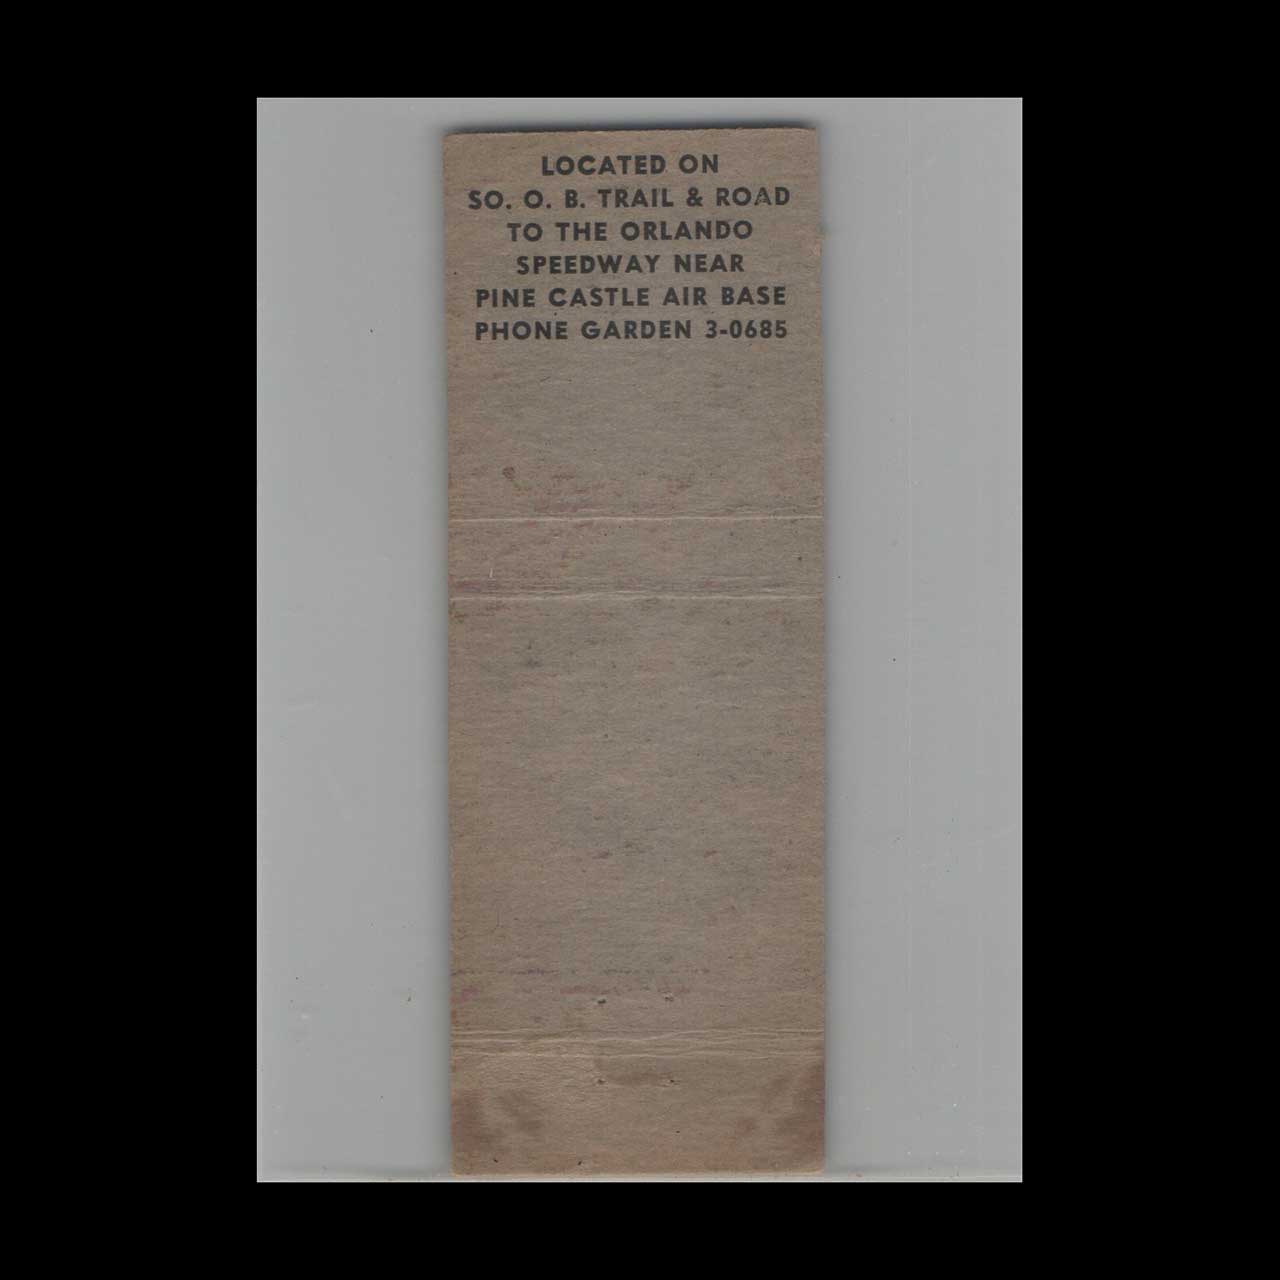 LOCATED ON
SO. O. B. TRAIL & ROAD
TO THE ORLANDO
SPEEDWAY NEAR
PINE CASTLE AIR BASE
PHONE GARDEN 3-0685